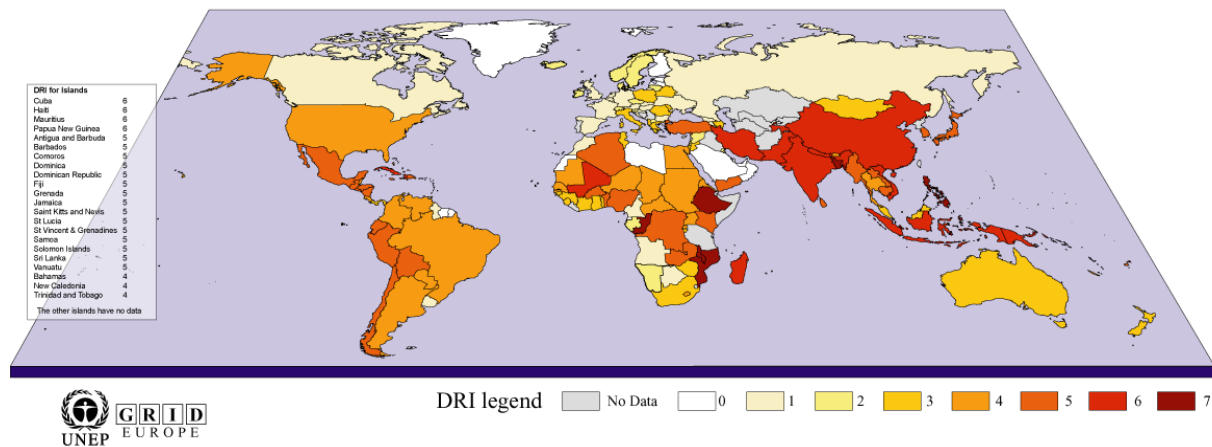 DRI for Islands
Cuba 6
Haiti 6
Mauritius 6
Papua New Guinea 6
Antigua and Barbuda 5
Barbados 5
Comoros 5
Dominica 5
Dominican Republic 5
Fiji 5
Grenada 5
Jamaica 5
Saint Kitts and Nevis 5
St Lucia 5
St Vincent & Grenadines 5
Samoa 5
Solomon Islands 5
Sri Lanka 5
Vanuatu 5
Bahamas 4
New Caledonia 4
Trinidad and Tobago 4
The other islands have no data
UNEP
GRID
EUROPE
DRI legend No Data 0 1 2 3 4 5 6 7